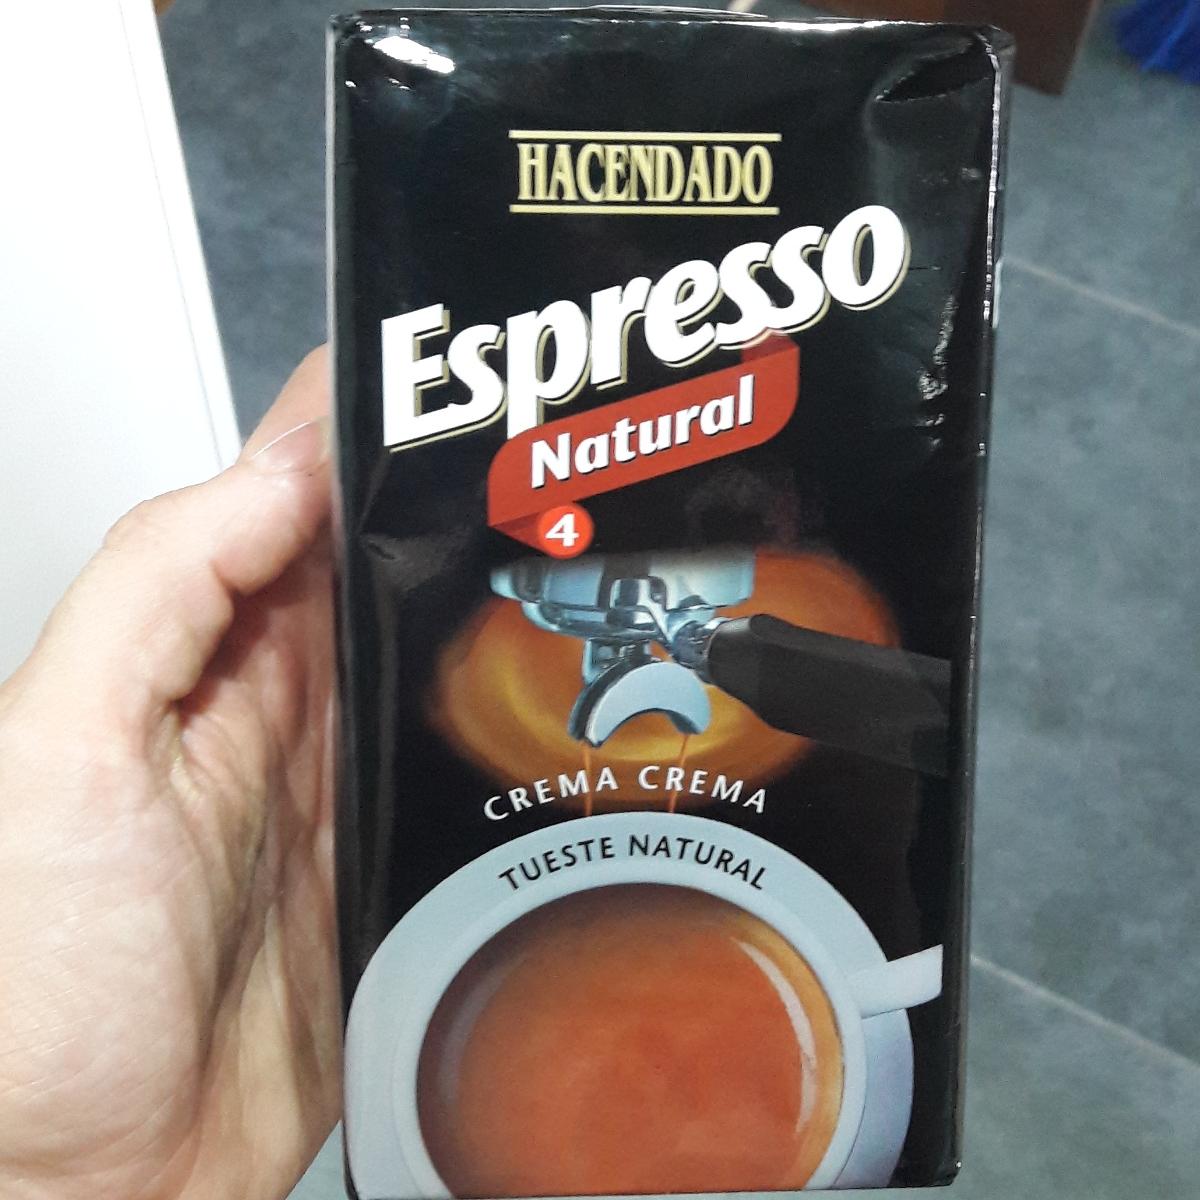 HACENDADO
Espresso
Natural
4
CREMA CREMA
TUESTE NATURAL